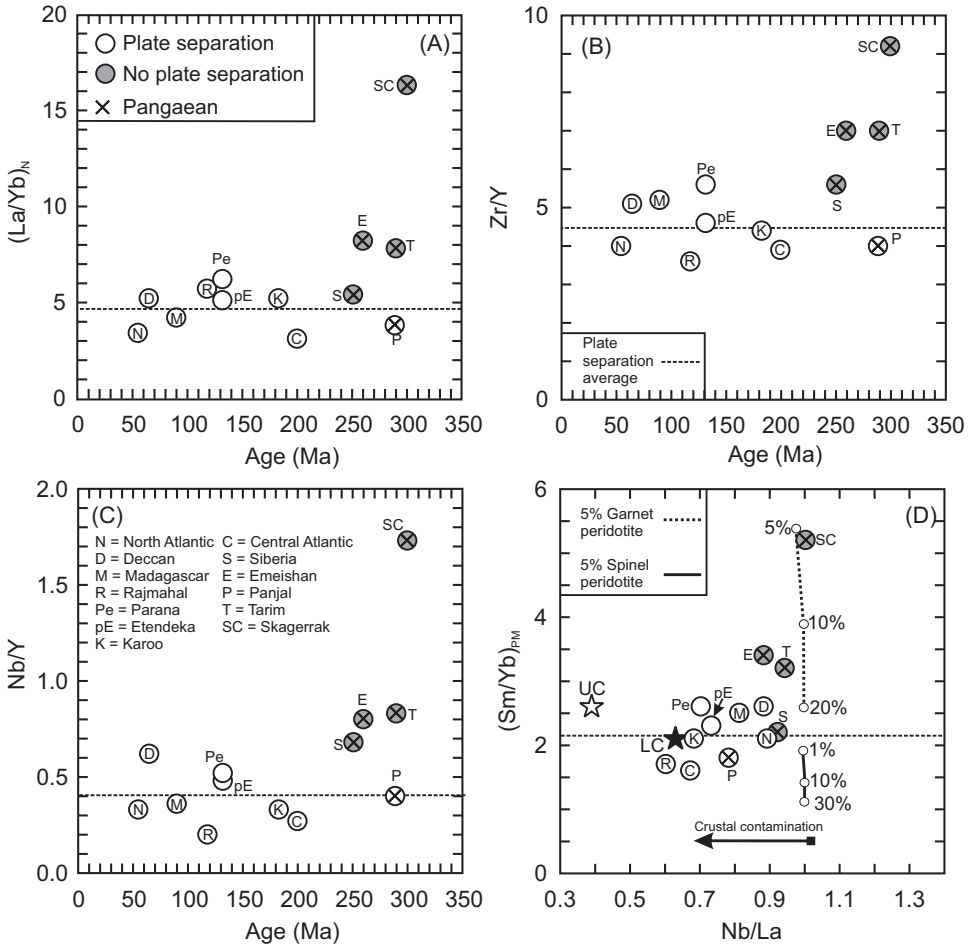 20
15
10
5
0
(La/Yb)N
Plate separation
No plate separation
Pangaean
(A)
SC
E
T
Pe
R
pE
D
K
S
M
N
C
P
0 50 100 150 200 250 300 350
Age (Ma)
10
5
0
Zr/Y
(B)
SC
E
T
Pe
S
M
D
pE
K
N
C
R
P
Plate
separation
average
0 50 100 150 200 250 300 350
Age (Ma)
2.0
1.6
1.2
0.8
0.4
0.0
Nb/Y
(C)
SC
N = North Atlantic C = Central Atlantic
D = Deccan S = Siberia
M = Madagascar E = Emeishan
R = Rajmahal P = Panjal
Pe = Parana T = Tarim
pE = Etendeka SC = Skagerrak
K = Karoo
E
T
S
D
Pe
pE
P
N
M
K
C
R
0 50 100 150 200 250 300 350
Age (Ma)
6
4
2
0
(Sm/Yb)PM
5% Garnet
peridotite
5% Spinel
peridotite
(D)
5%
SC
10%
E
T
UC
Pe
pE
M
D
20%
S
LC
K
N
1%
R
C
P
10%
30%
Crustal contamination
0.3 0.5 0.7 0.9 1.1 1.3
Nb/La